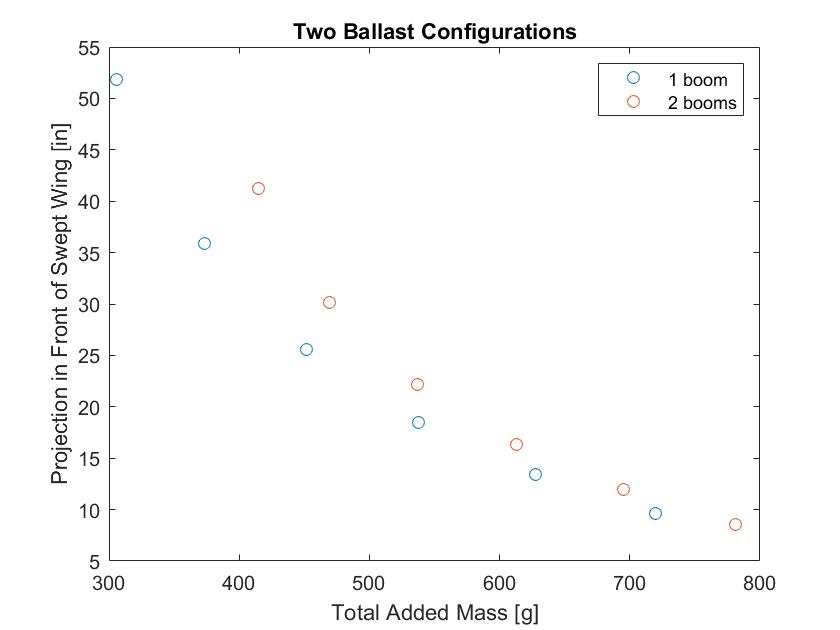 Two Ballast Configurations
1 boom
2 booms
Projection in Front of Swept Wing [in]
55
50
45
40
35
30
25
20
15
10
5
300 400 500 600 700 800
Total Added Mass [g]